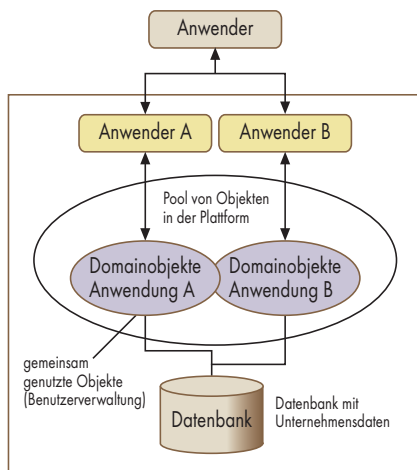 Anwender
Anwender A
Anwender B
Pool von Objekten
in der Plattform
Domainobjekte
Anwendung A
Domainobjekte
Anwendung B
gemeinsam
genutzte Objekte
(Benutzerverwaltung)
Datenbank
Datenbank mit
Unternehmensdaten